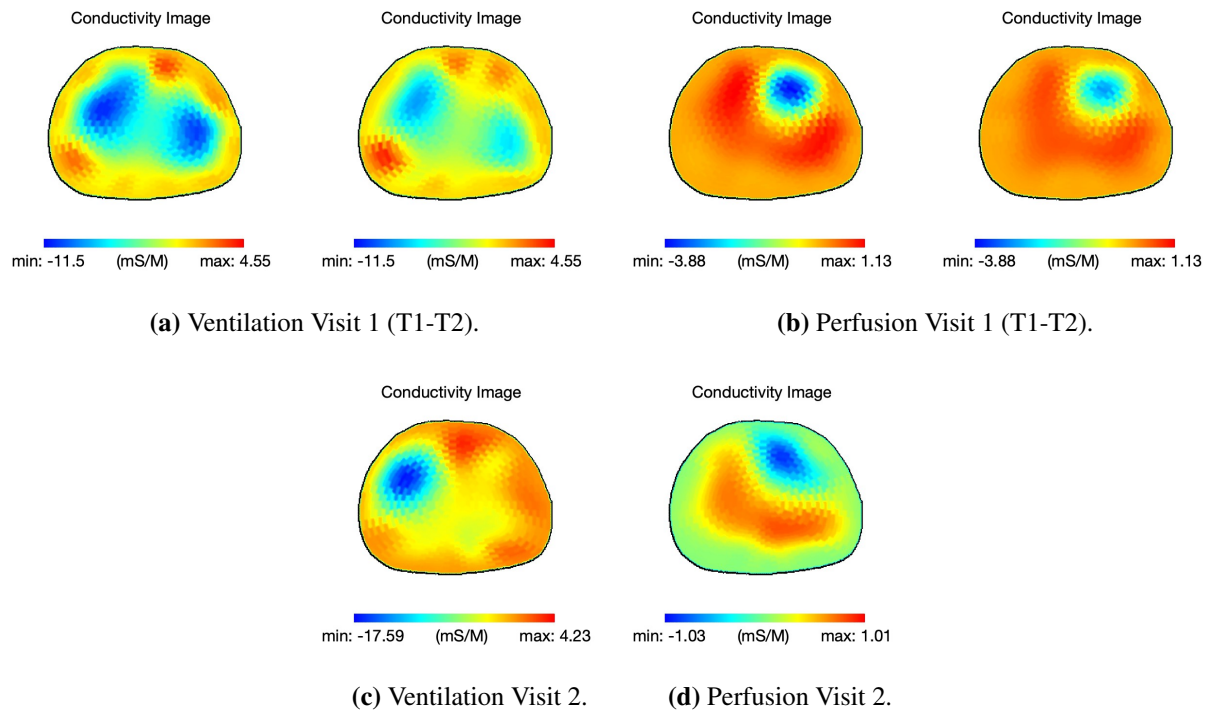 Conductivity Image
Conductivity Image
Conductivity Image
Conductivity Image
min: -11.5 (mS/M) max: 4.55
min: -11.5 (mS/M) max: 4.55
min: -3.88 (mS/M) max: 1.13
min: -3.88 (mS/M) max: 1.13
(a) Ventilation Visit 1 (T1-T2).
(b) Perfusion Visit 1 (T1-T2).
Conductivity Image
Conductivity Image
min: -17.59 (mS/M) max: 4.23
min: -1.03 (mS/M) max: 1.01
(c) Ventilation Visit 2.
(d) Perfusion Visit 2.